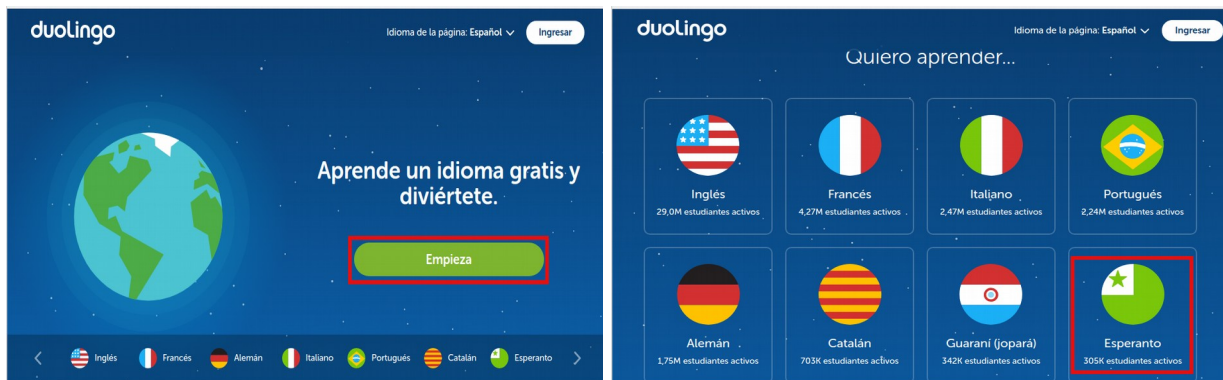 duolingo
Idioma de la página: Español
Ingresar
Aprende un idioma gratis y
diviértete.
Empieza
Inglés
Francés
Alemán
Italiano
Portugués
Catalán
Esperanto
duolingo
Idioma de la página: Español
Ingresar
Quiero aprender...
Inglés
29,0M estudiantes activos
Francés
4,27M estudiantes activos
Italiano
2,47M estudiantes activos
Portugués
2,24M estudiantes activos
Alemán
1,75M estudiantes activos
Catalán
703K estudiantes activos
Guaraní (jopará)
342K estudiantes activos
Esperanto
305K estudiantes activos